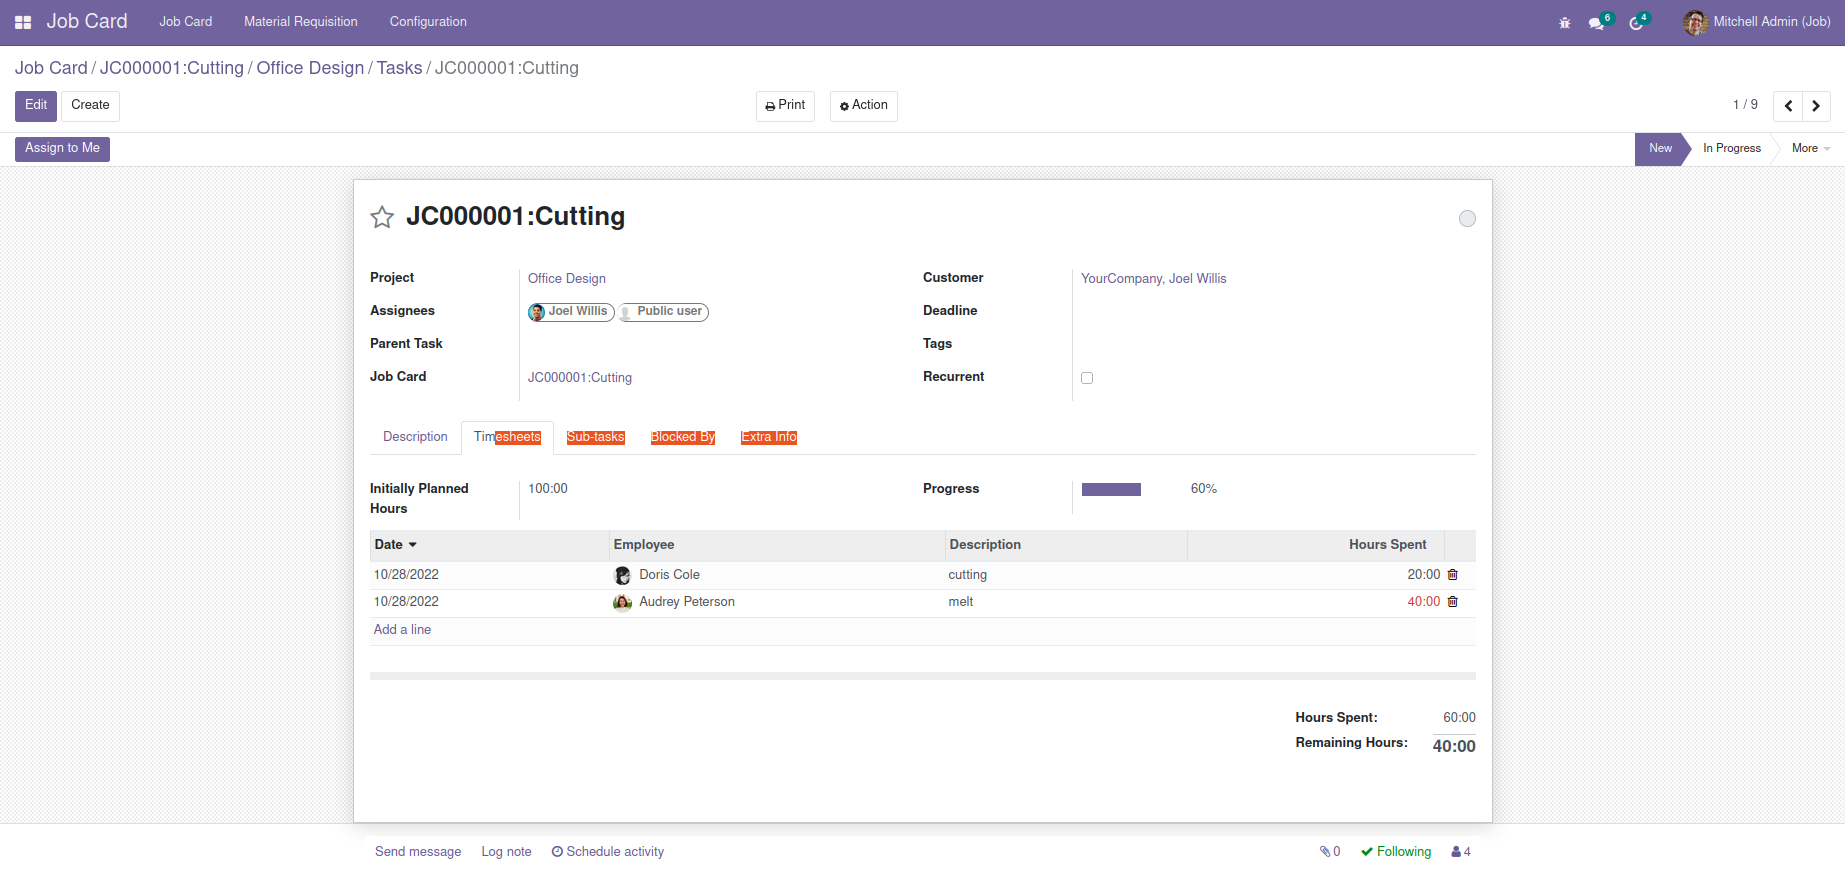 Job Card Job Card Material Requisition Configuration 6 4 Mitchell Admin (Job)
Job Card / JC000001:Cutting / Office Design / Tasks / JC000001:Cutting
Edit Create Print Action 1 / 9
Assign to Me New In Progress More
JC000001:Cutting
Project Office Design Customer YourCompany, Joel Willis
Assignees Joel Willis Public user Deadline
Parent Task Tags
Job Card JC000001:Cutting Recurrent
Description Timesheets Sub-tasks Blocked By Extra Info
Initially Planned Hours 100:00 Progress 60%
Date Employee Description Hours Spent
10/28/2022 Doris Cole cutting 20:00
10/28/2022 Audrey Peterson melt 40:00
Add a line
Hours Spent: 60:00
Remaining Hours: 40:00
Send message Log note Schedule activity 0 Following 4